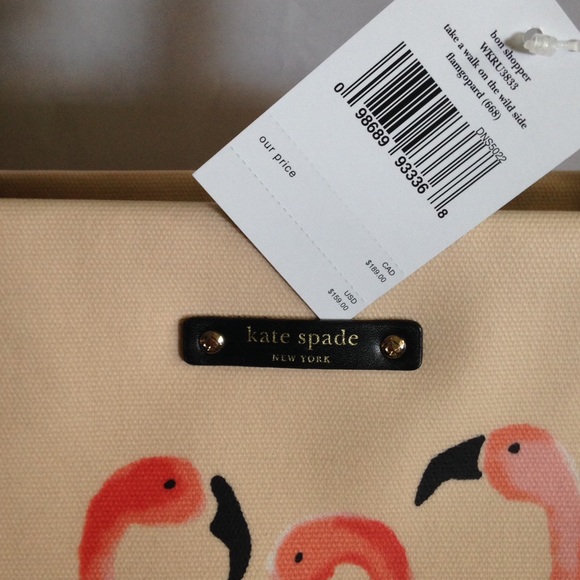 bon shopper
WKRU3833
take a walk on the wild side
flamgopard (668)
DNS5022
0 98689 93336 8
our price
CAD
$189.00
USD
$159.00
kate spade
NEW YORK